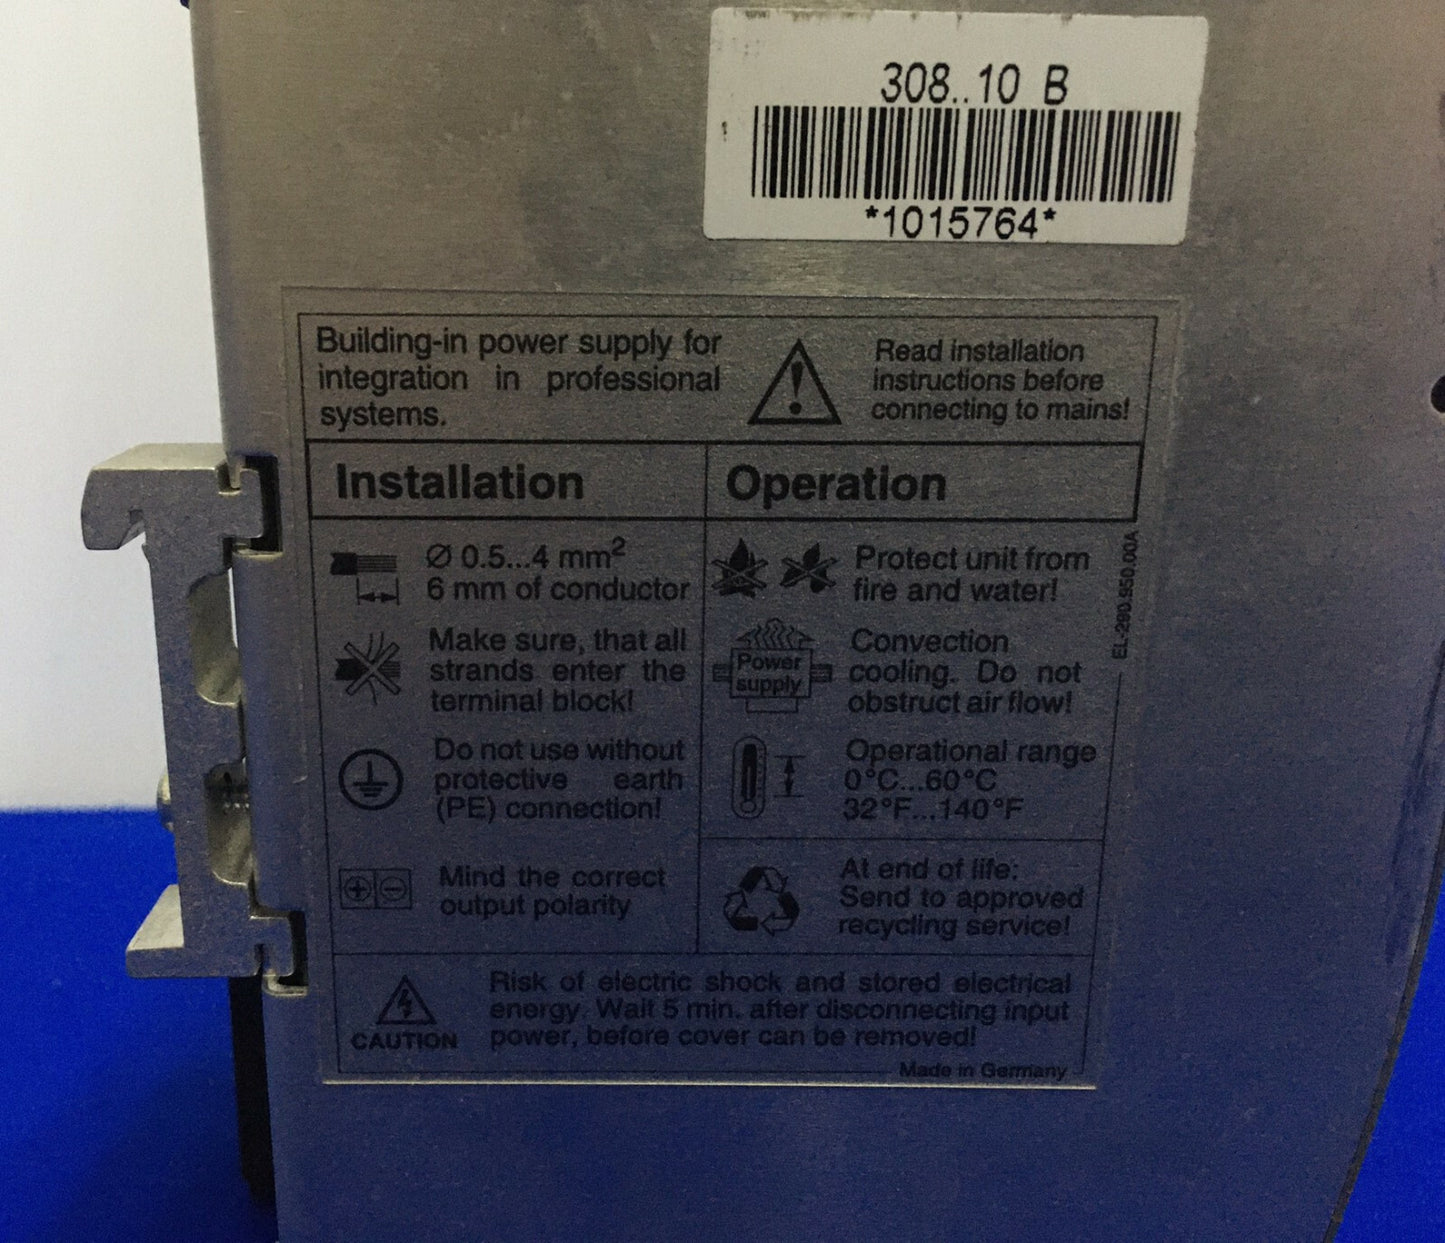 308..10 B
*1015764*
Building-in power supply for
integration in professional
systems.
Read installation
instructions before
connecting to mains!
Installation
Operation
Ø 0.5...4 mm²
6 mm of conductor
Make sure, that all
strands enter the
terminal block!
Do not use without
protective earth
(PE) connection!
Mind the correct
output polarity
Protect unit from
fire and water!
Power
supply
Convection
cooling. Do not
obstruct air flow!
Operational range
0°C...60°C
32°F...140°F
At end of life:
Send to approved
recycling service!
EL-290.950.00A
CAUTION
Risk of electric shock and stored electrical
energy. Wait 5 min. after disconnecting input
power, before cover can be removed!
Made in Germany